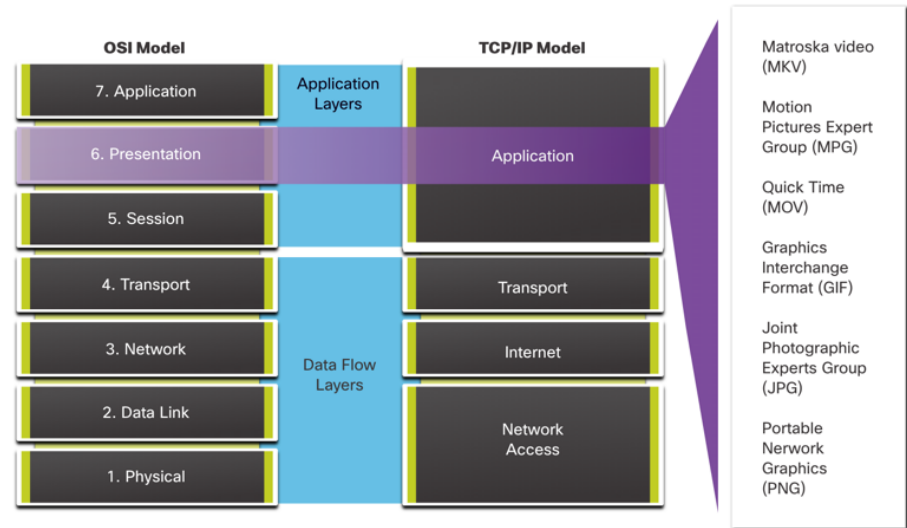 OSI Model
7. Application
6. Presentation
5. Session
4. Transport
3. Network
2. Data Link
1. Physical
Application
Layers
Data Flow
Layers
TCP/IP Model
Application
Transport
Internet
Network
Access
Matroska video
(MKV)
Motion
Pictures Expert
Group (MPG)
Quick Time
(MOV)
Graphics
Interchange
Format (GIF)
Joint
Photographic
Experts Group
(JPG)
Portable
Nerwork
Graphics
(PNG)